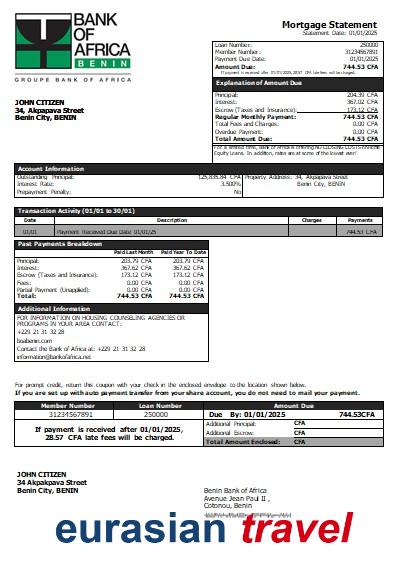 BANK
OF
AFRICA
BENIN
GROUPE BANK OF AFRICA
Mortgage Statement
Statement Date: 01/01/2025
Loan Number: 250000
Member Number: 31234567891
Payment Due Date: 01/01/2025
Amount Due: 744.53 CFA
If payment is received after 01/01/2025, 28.57 CFA late fees will be charged.
Explanation of Amount Due
Principal: 204.39 CFA
Interest: 367.02 CFA
Escrow (Taxes and Insurance): 173.12 CFA
Regular Monthly Payment: 744.53 CFA
Total Fees and Charges: 0.00 CFA
Overdue Payment: 0.00 CFA
Total Amount Due: 744.53 CFA
For a limited time, Bank of Africa is offering NO CLOSING COSTS on Home
Equity Loans. In addition, rates are at some of the lowest ever!
JOHN CITIZEN
34, Akpapava Street
Benin City, BENIN
Account Information
Outstanding Principal: 125,835.84 CFA
Interest Rate: 3.500%
Prepayment Penalty: No
Property Address: 34, Akpapava Street
Benin City, BENIN
Transaction Activity (01/01 to 30/01)
Date Description Charges Payments
01/01 Payment Received Due Date 01/01/25 744.53 CFA
Past Payments Breakdown
Paid Last Month Paid Year To Date
Principal: 203.79 CFA 203.79 CFA
Interest: 367.62 CFA 367.62 CFA
Escrow (Taxes and Insurance): 173.12 CFA 173.12 CFA
Fees: 0.00 CFA 0.00 CFA
Partial Payment (Unapplied): 0.00 CFA 0.00 CFA
Total: 744.53 CFA 744.53 CFA
Additional Information
FOR INFORMATION ON HOUSING COUNSELING AGENCIES OR
PROGRAMS IN YOUR AREA CONTACT:
+229 21 31 32 28
boabenin.com
Contact the Bank of Africa at: +229 21 31 32 28
information@bankofafrica.net
For prompt credit, return this coupon with your check in the enclosed envelope to the location shown below.
If you are set up with auto payment transfer from your share account, you do not need to mail your payment.
Member Number Loan Number Amount Due
31234567891 250000 Due By: 01/01/2025 744.53CFA
If payment is received after 01/01/2025,
28.57 CFA late fees will be charged.
Additional Principal: CFA
Additional Escrow: CFA
Total Amount Enclosed: CFA
JOHN CITIZEN
34 Akpakpava Street
Benin City, BENIN
Benin Bank of Africa
Avenue Jean Paul II ,
Cotonou, Benin
eurasian travel